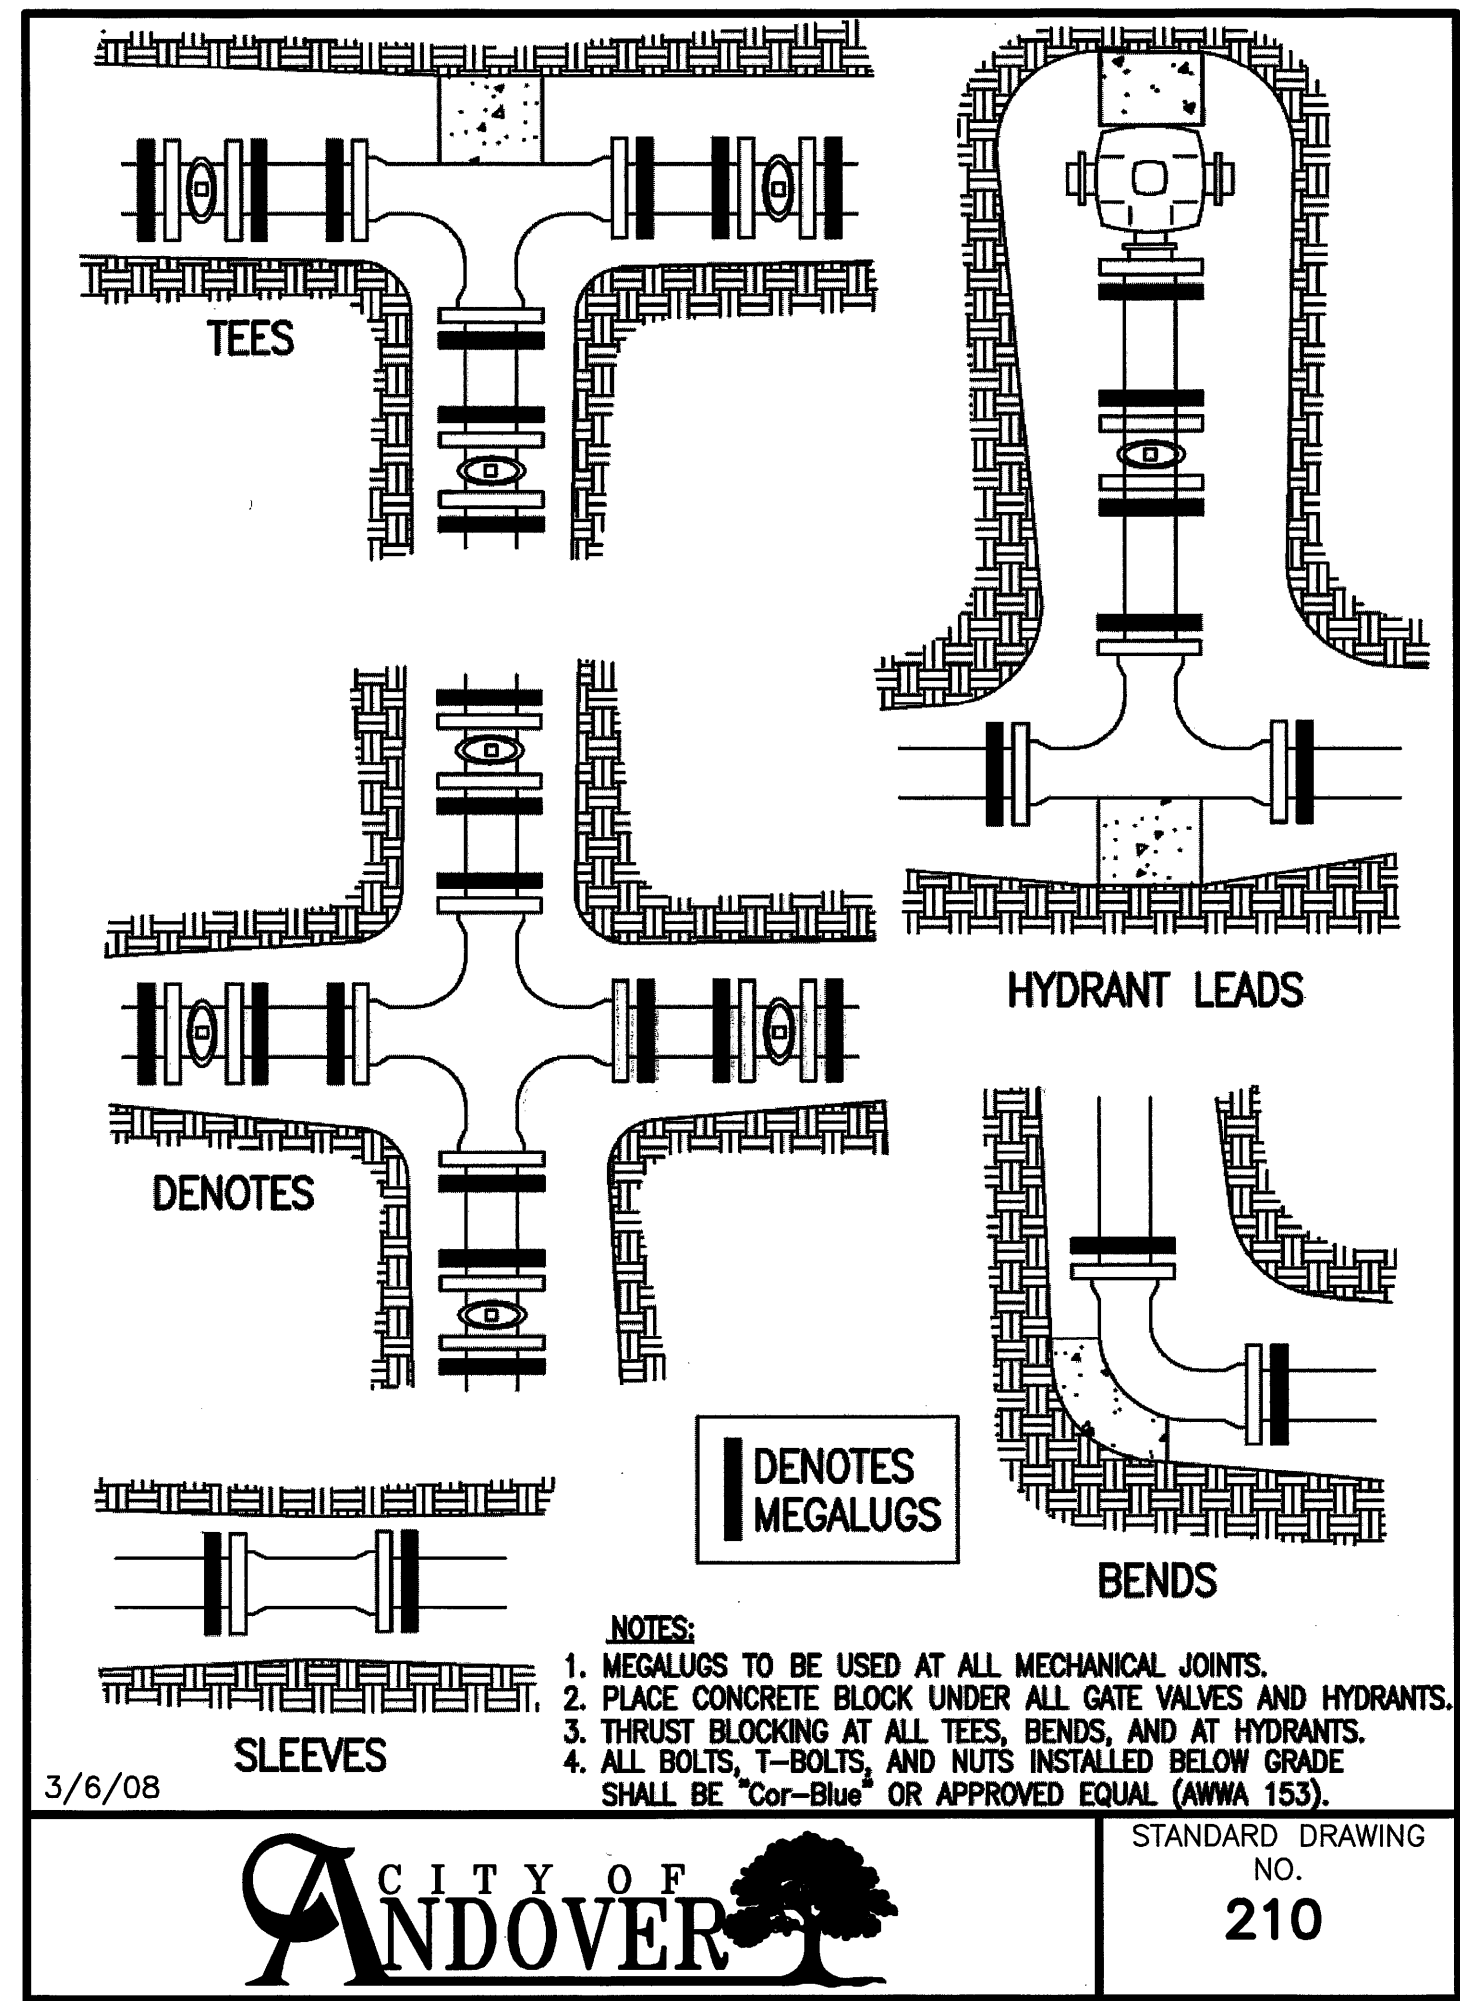 TEES
HYDRANT LEADS
DENOTES
DENOTES
MEGALUGS
BENDS
SLEEVES
NOTES:
1. MEGALUGS TO BE USED AT ALL MECHANICAL JOINTS.
2. PLACE CONCRETE BLOCK UNDER ALL GATE VALVES AND HYDRANTS.
3. THRUST BLOCKING AT ALL TEES, BENDS, AND AT HYDRANTS.
4. ALL BOLTS, T-BOLTS, AND NUTS INSTALLED BELOW GRADE
SHALL BE "Cor-Blue" OR APPROVED EQUAL (AWWA 153).
3/6/08
CITY OF
ANDOVER
STANDARD DRAWING
NO.
210